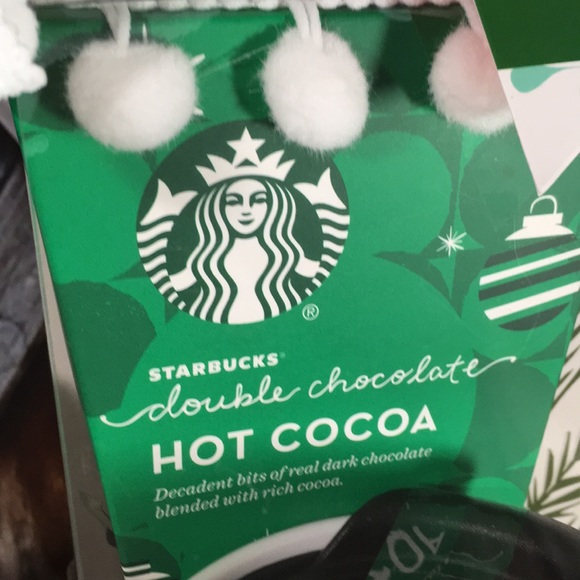 ®
STARBUCKS®
double chocolate
HOT COCOA
Decadent bits of real dark chocolate
blended with rich cocoa.